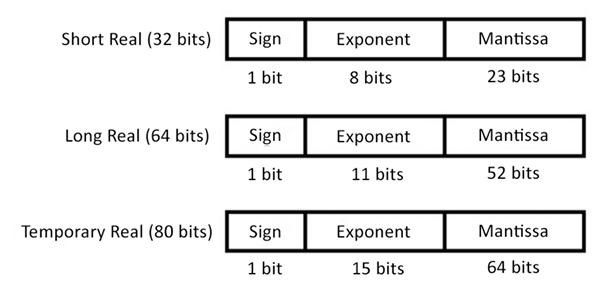 Short Real (32 bits) Sign Exponent Mantissa
1 bit 8 bits 23 bits
Long Real (64 bits) Sign Exponent Mantissa
1 bit 11 bits 52 bits
Temporary Real (80 bits) Sign Exponent Mantissa
1 bit 15 bits 64 bits